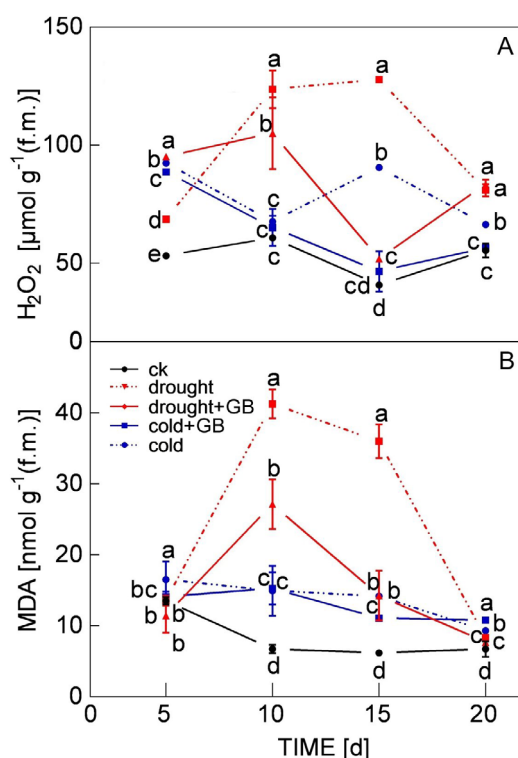 150
A
a
a
a
b
b
b
a
100
c
c
a
H₂O₂ [µmol g⁻¹(f.m.)]
d
b
e
c
c
c
50
c
cd
c
d
0
B
ck
drought
drought+GB
cold+GB
cold
a
a
40
MDA [nmol g⁻¹(f.m.)]
30
b
20
a
b
bc
c
c
b
a
c
10
b
b
c
b
c
b
d
d
d
0
0
5
10
15
20
TIME [d]